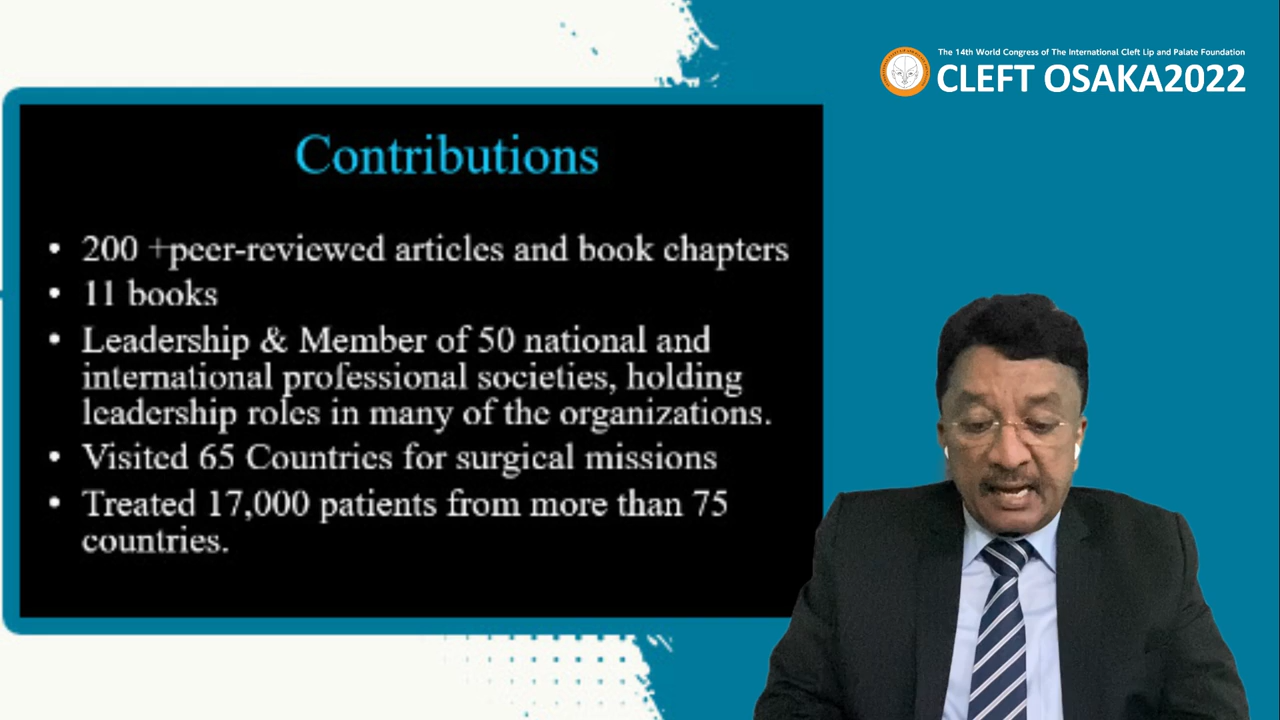 The 14th World Congress of The International Cleft Lip and Palate Foundation
CLEFT OSAKA2022
Contributions
• 200 +peer-reviewed articles and book chapters
• 11 books
• Leadership & Member of 50 national and
international professional societies, holding
leadership roles in many of the organizations.
• Visited 65 Countries for surgical missions
• Treated 17,000 patients from more than 75
countries.